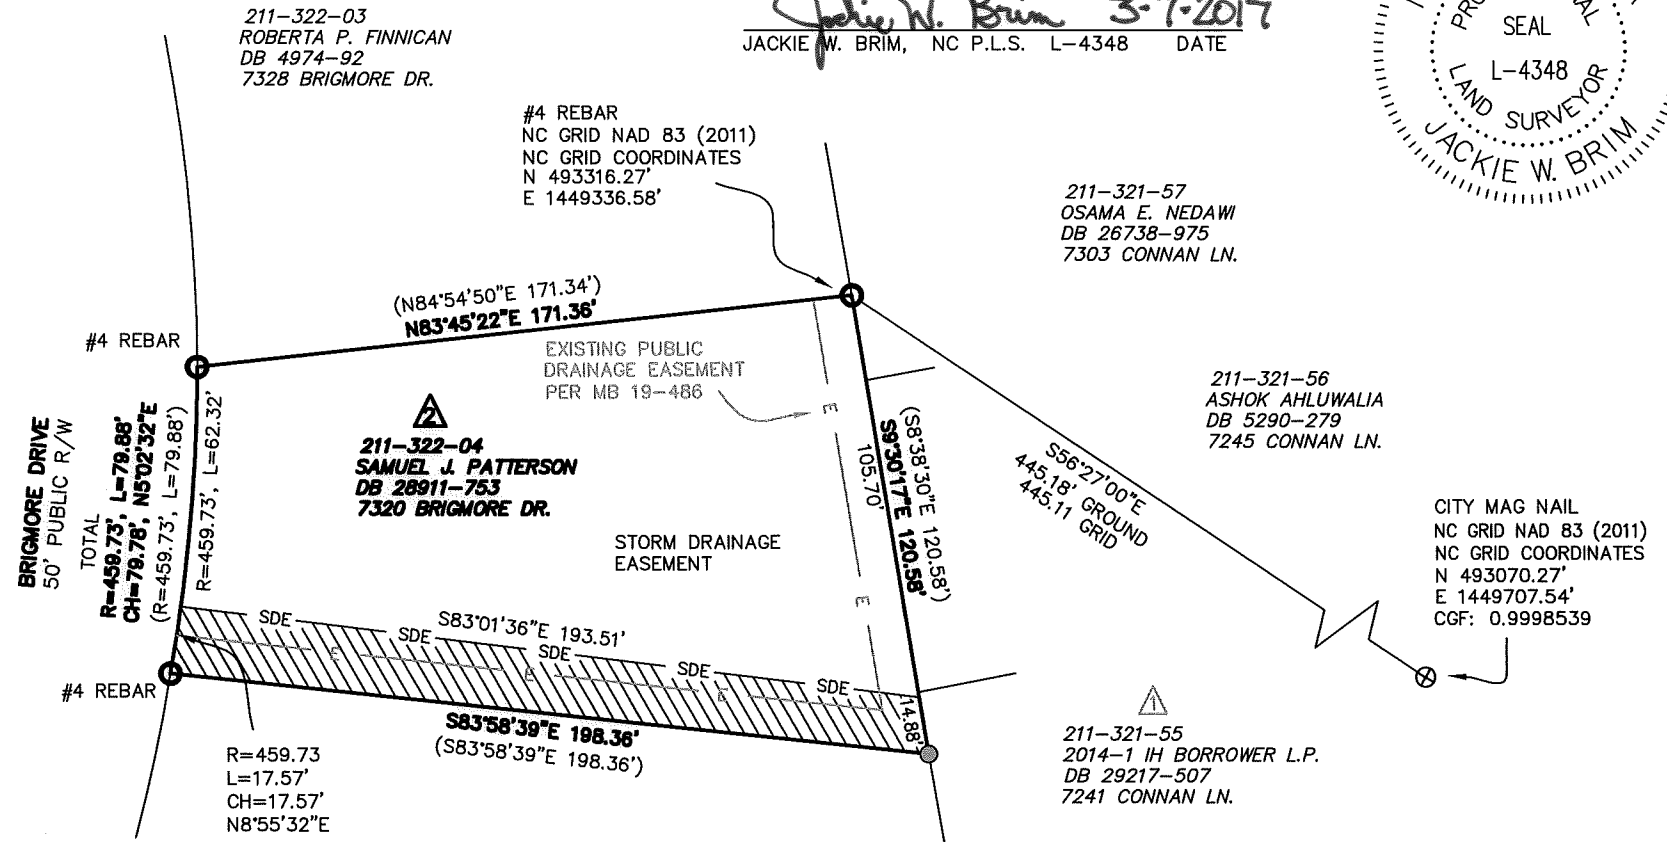 211-322-03
ROBERTA P. FINNICAN
DB 4974-92
7328 BRIGMORE DR.
Jackie W. Brim 3-7-2017
JACKIE W. BRIM, NC P.L.S. L-4348 DATE
SEAL
L-4348
LAND SURVEYOR
JACKIE W. BRIM
#4 REBAR
NC GRID NAD 83 (2011)
NC GRID COORDINATES
N 493316.27'
E 1449336.58'
211-321-57
OSAMA E. NEDAWI
DB 26738-975
7303 CONNAN LN.
(N84°54'50"E 171.34')
N83°45'22"E 171.36'
#4 REBAR
EXISTING PUBLIC
DRAINAGE EASEMENT
PER MB 19-486
E
E
211-321-56
ASHOK AHLUWALIA
DB 5290-279
7245 CONNAN LN.
BRIGMORE DRIVE
50' PUBLIC R/W
TOTAL
R=459.73', L=79.88'
CH=79.78', N5°02'32"E
(R=459.73', L=79.88')
R=459.73', L=62.32'
2
211-322-04
SAMUEL J. PATTERSON
DB 28911-753
7320 BRIGMORE DR.
105.70'
S9°30'17"E 120.58'
(S8°38'30"E 120.58')
S56°27'00"E
445.18' GROUND
445.11 GRID
CITY MAG NAIL
NC GRID NAD 83 (2011)
NC GRID COORDINATES
N 493070.27'
E 1449707.54'
CGF: 0.9998539
STORM DRAINAGE
EASEMENT
S83°01'36"E 193.51'
SDE SDE SDE SDE SDE
E E E
14.88'
#4 REBAR
S83°58'39"E 198.36'
(S83°58'39"E 198.36')
1
211-321-55
2014-1 IH BORROWER L.P.
DB 29217-507
7241 CONNAN LN.
R=459.73
L=17.57'
CH=17.57'
N8°55'32"E